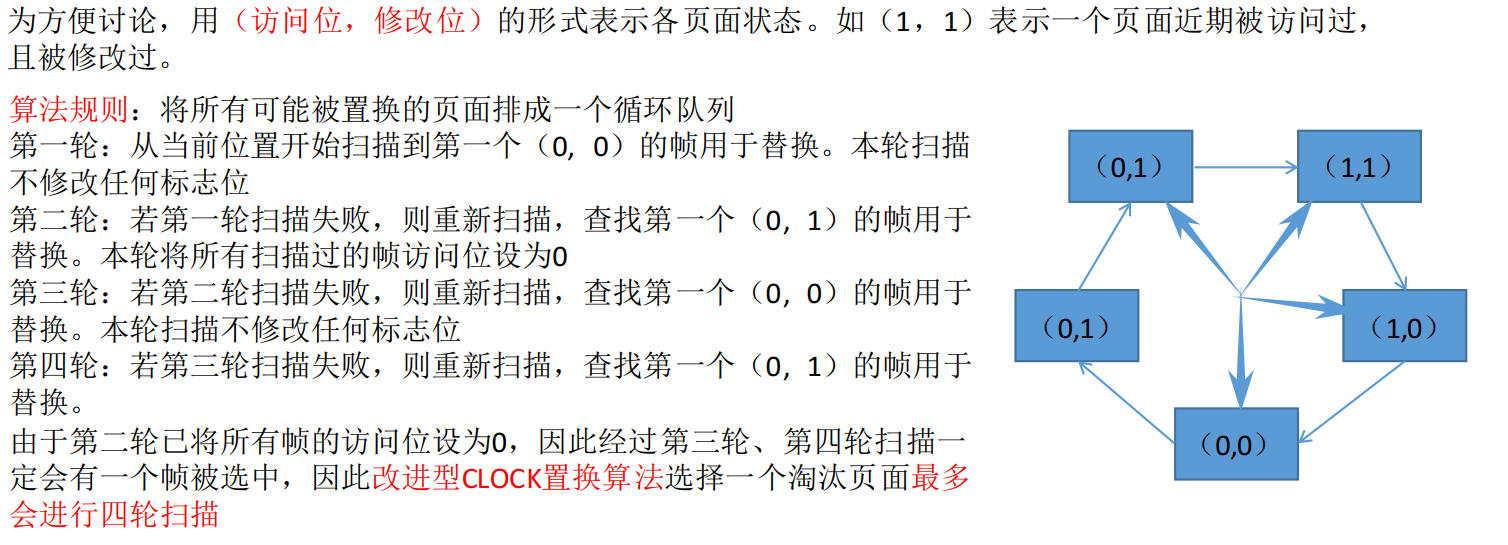 为方便讨论，用（访问位，修改位）的形式表示各页面状态。如（1，1）表示一个页面近期被访问过，
且被修改过。
算法规则：将所有可能被置换的页面排成一个循环队列
第一轮：从当前位置开始扫描到第一个（0，0）的帧用于替换。本轮扫描
不修改任何标志位
第二轮：若第一轮扫描失败，则重新扫描，查找第一个（0，1）的帧用于
替换。本轮将所有扫描过的帧访问位设为0
第三轮：若第二轮扫描失败，则重新扫描，查找第一个（0，0）的帧用于
替换。本轮扫描不修改任何标志位
第四轮：若第三轮扫描失败，则重新扫描，查找第一个（0，1）的帧用于
替换。
由于第二轮已将所有帧的访问位设为0，因此经过第三轮、第四轮扫描一
定会有一个帧被选中，因此改进型CLOCK置换算法选择一个淘汰页面最多
会进行四轮扫描
（0,1）
（1,1）
（0,1）
（1,0）
（0,0）